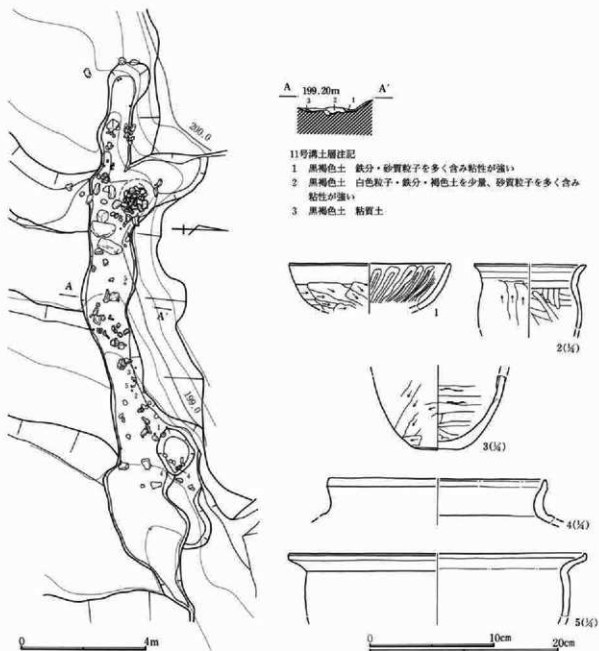 A 199.20m A'
3 2 1
11号溝土層注記
1 黒褐色土 鉄分・砂質粒子を多く含み粘性が強い
2 黒褐色土 白色粒子・鉄分・褐色土を少量、砂質粒子を多く含み
粘性が強い
3 黒褐色土 粘質土
200.0
A
A'
199.0
1
2(¼)
3(¼)
4(¼)
5(¼)
0 4m
0 10cm
20cm